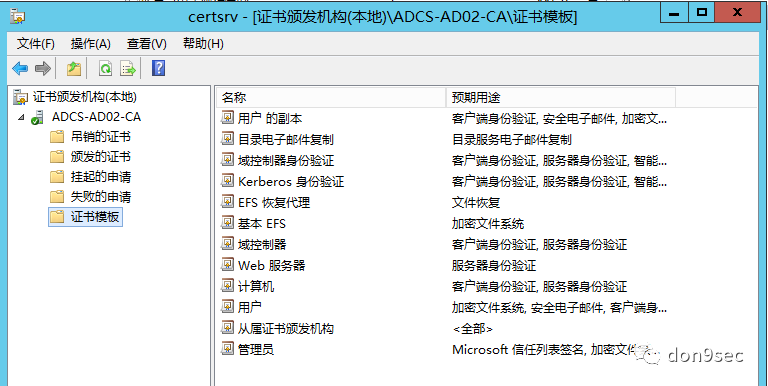 certsrv - [证书颁发机构(本地)\ADCS-AD02-CA\证书模板]
文件(F) 操作(A) 查看(V) 帮助(H)
证书颁发机构(本地)
ADCS-AD02-CA
吊销的证书
颁发的证书
挂起的申请
失败的申请
证书模板
名称 预期用途
用户 的副本 客户端身份验证, 安全电子邮件, 加密文...
目录电子邮件复制 目录服务电子邮件复制
域控制器身份验证 客户端身份验证, 服务器身份验证, 智能...
Kerberos 身份验证 客户端身份验证, 服务器身份验证, 智能...
EFS 恢复代理 文件恢复
基本 EFS 加密文件系统
域控制器 客户端身份验证, 服务器身份验证
Web 服务器 服务器身份验证
计算机 客户端身份验证, 服务器身份验证
用户 加密文件系统, 安全电子邮件, 客户端身...
从属证书颁发机构 <全部>
管理员 Microsoft 信任列表签名, 加密文件
don9sec